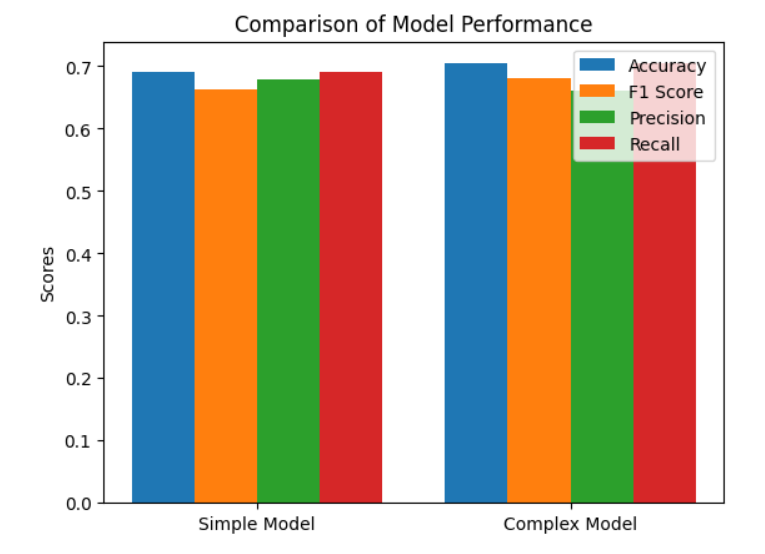 Comparison of Model Performance
Scores
0.7
0.6
0.5
0.4
0.3
0.2
0.1
0.0
Accuracy
F1 Score
Precision
Recall
Simple Model
Complex Model